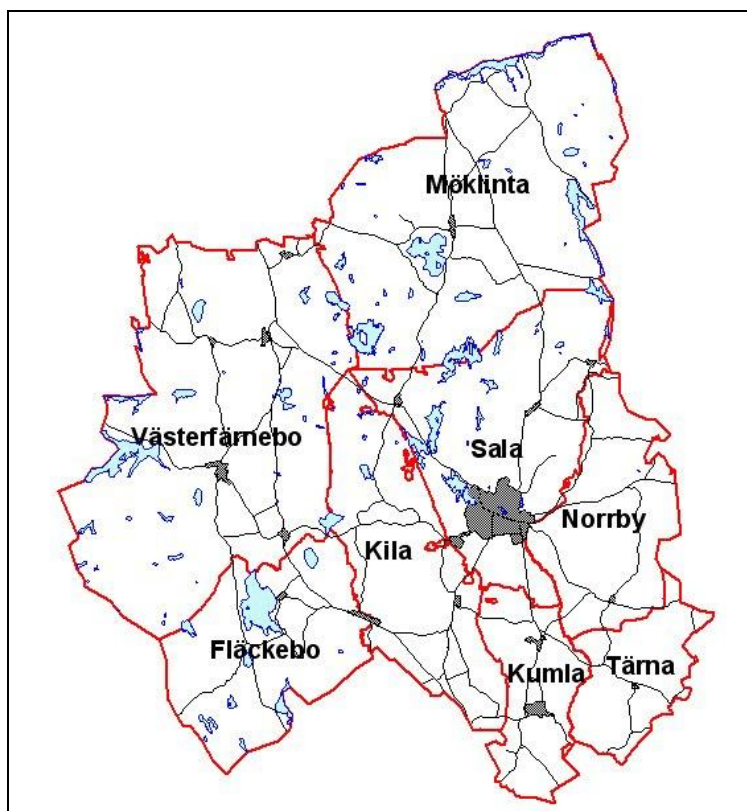 Möklinta
Västerfärnebo
Sala
Norrby
Kila
Fläckebo
Kumla
Tärna